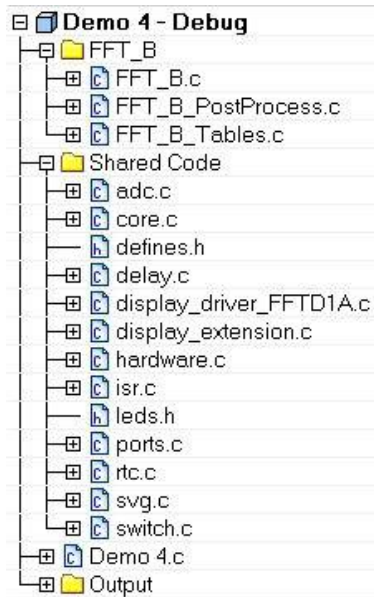 Demo 4 - Debug
FFT_B
FFT_B.c
FFT_B_PostProcess.c
FFT_B_Tables.c
Shared Code
adc.c
core.c
defines.h
delay.c
display_driver_FFTD1A.c
display_extension.c
hardware.c
isr.c
leds.h
ports.c
rtc.c
svg.c
switch.c
Demo 4.c
Output